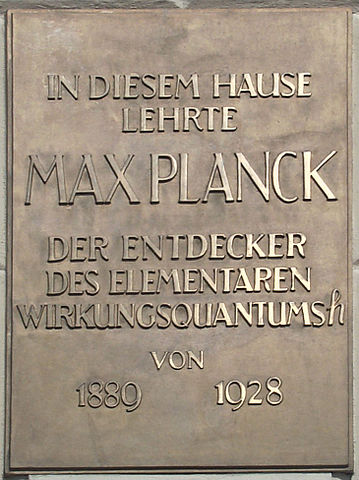 IN DIESEM HAUSE
LEHRTE
MAX PLANCK
DER ENTDECKER
DES ELEMENTAREN
WIRKUNGSQUANTUMS h
VON
1889 1928